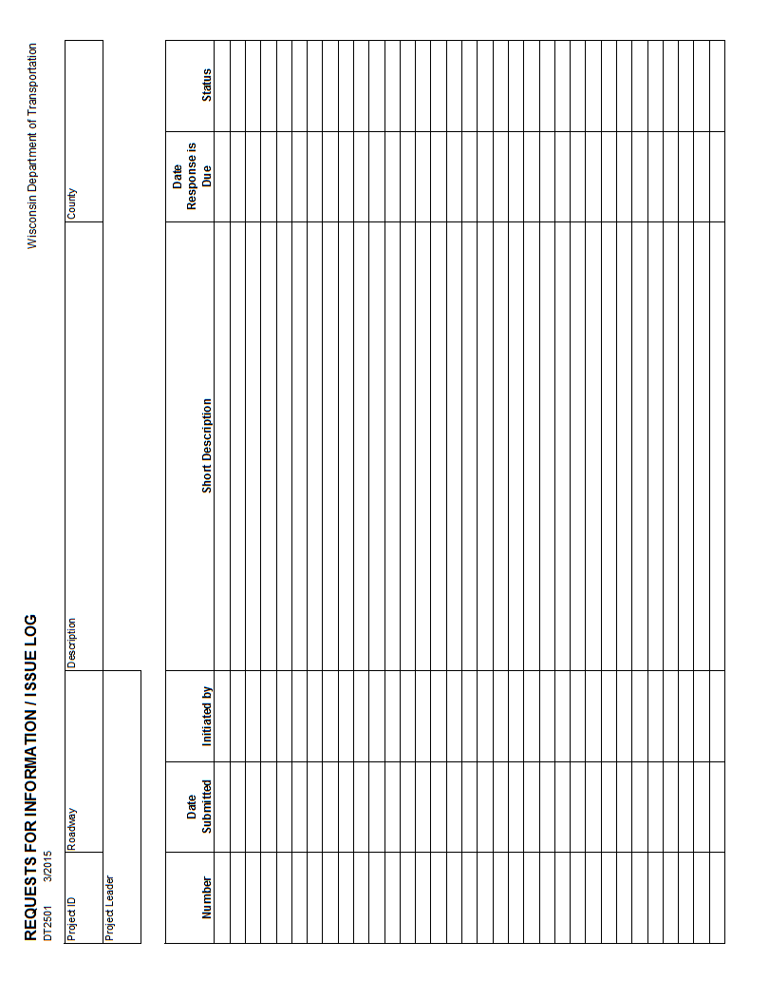 REQUESTS FOR INFORMATION / ISSUE LOG
Wisconsin Department of Transportation
DT2501 3/2015
Project ID
Roadway
Description
County
Project Leader
Number
Date
Submitted
Initiated by
Short Description
Date
Response is
Due
Status